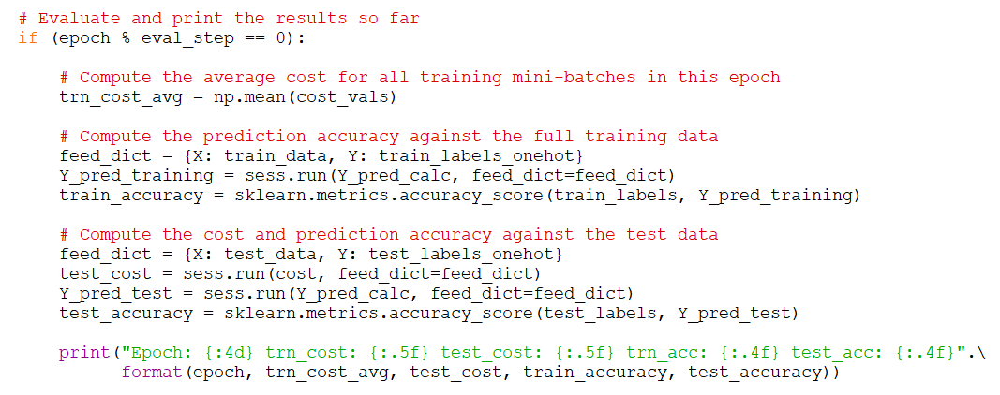 # Evaluate and print the results so far
if (epoch % eval_step == 0):
# Compute the average cost for all training mini-batches in this epoch
trn_cost_avg = np.mean(cost_vals)
# Compute the prediction accuracy against the full training data
feed_dict = {X: train_data, Y: train_labels_onehot}
Y_pred_training = sess.run(Y_pred_calc, feed_dict=feed_dict)
train_accuracy = sklearn.metrics.accuracy_score(train_labels, Y_pred_training)
# Compute the cost and prediction accuracy against the test data
feed_dict = {X: test_data, Y: test_labels_onehot}
test_cost = sess.run(cost, feed_dict=feed_dict)
Y_pred_test = sess.run(Y_pred_calc, feed_dict=feed_dict)
test_accuracy = sklearn.metrics.accuracy_score(test_labels, Y_pred_test)
print("Epoch: {:4d} trn_cost: {:.5f} test_cost: {:.5f} trn_acc: {:.4f} test_acc: {:.4f}".\
format(epoch, trn_cost_avg, test_cost, train_accuracy, test_accuracy))